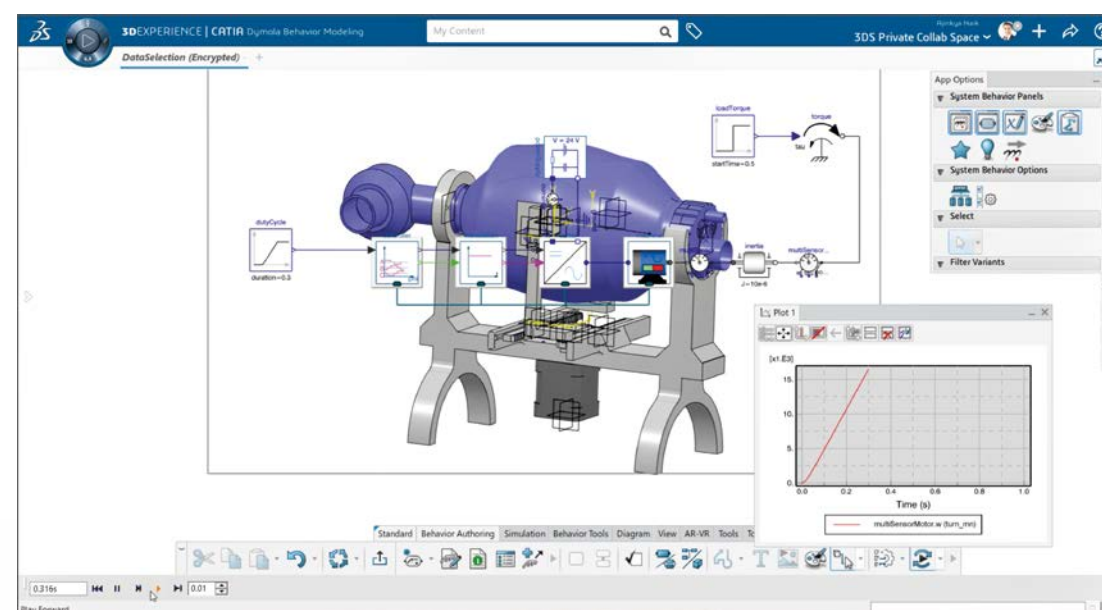 3DEXPERIENCE | CATIA Dymola Behavior Modeling
My Content
3DS Private Collab Space
DataSelection (Encrypted)
App Options
System Behavior Panels
System Behavior Options
Select
Filter Variants
loadTorque
torque
tau
startTime=0.5
V = 24 V
dutyCycle
duration=0.3
inertia
J=10e-6
multiSensor...
Plot 1
[x1.E3]
15.
10.
5.
0.
0.0 0.2 0.4 0.6 0.8 1.0
Time (s)
multiSensorMotor.w (turn_mn)
Standard Behavior Authoring Simulation Behavior Tools Diagram View AR-VR Tools
0.316s
0.01
Play Forward